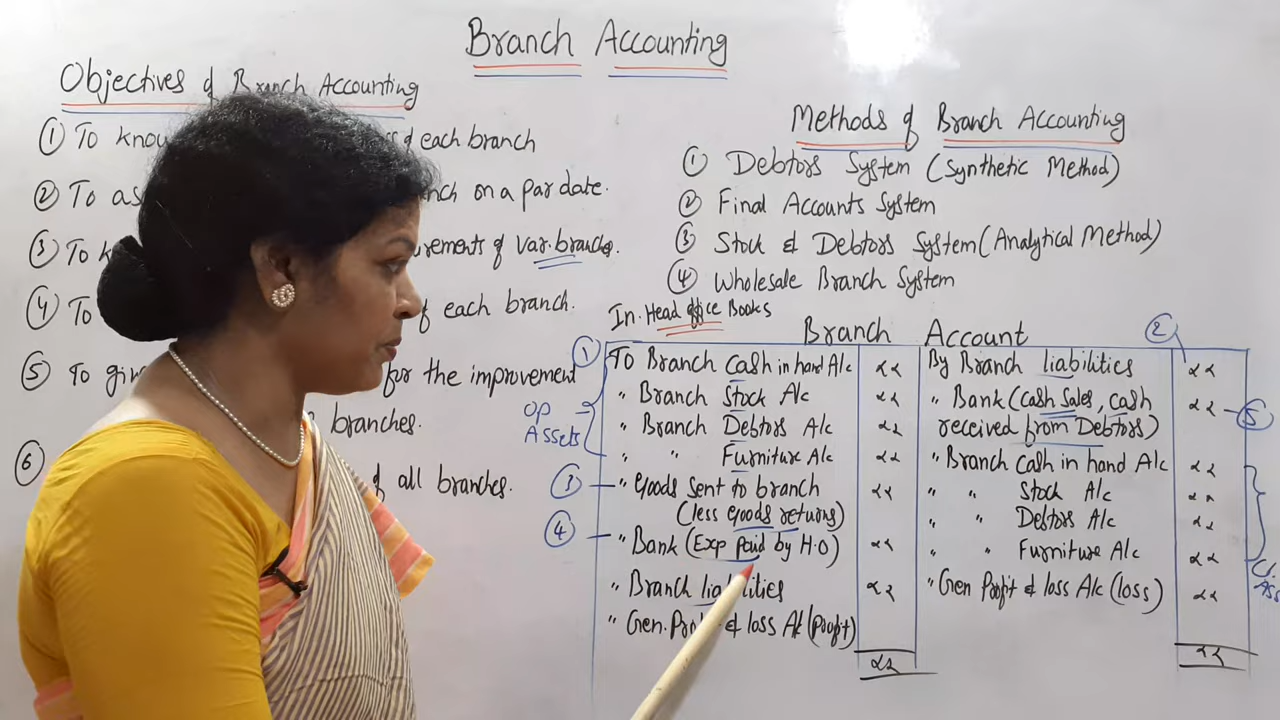 Branch Accounting
Objectives of Branch Accounting
① To know of each branch
② To branch on a par date.
③ To requirements of var. branches.
④ To of each branch.
⑤ To give for the improvement
branches.
⑥ of all branches.
Methods of Branch Accounting
① Debtors System (Synthetic Method)
② Final Accounts System
③ Stock & Debtors System (Analytical Method)
④ Wholesale Branch System
In Head office Books
Branch Account
①
OP
Assets
③
④
To Branch Cash in hand A/c xx
" Branch Stock A/c xx
" Branch Debtors A/c xx
" " Furniture A/c xx
" Goods sent to branch xx
(less Goods returns)
" Bank (Exp paid by H.O) xx
" Branch liabilities xx
" Gen. Profit & loss A/c (profit)
xx
②
By Branch liabilities xx
" Bank (cash sales, cash xx
received from Debtors)
" Branch Cash in hand A/c xx
" " Stock A/c xx
" " Debtors A/c xx
" " Furniture A/c xx
" Gen Profit & loss A/c (loss) xx
xx
⑤
Cl.
Ass